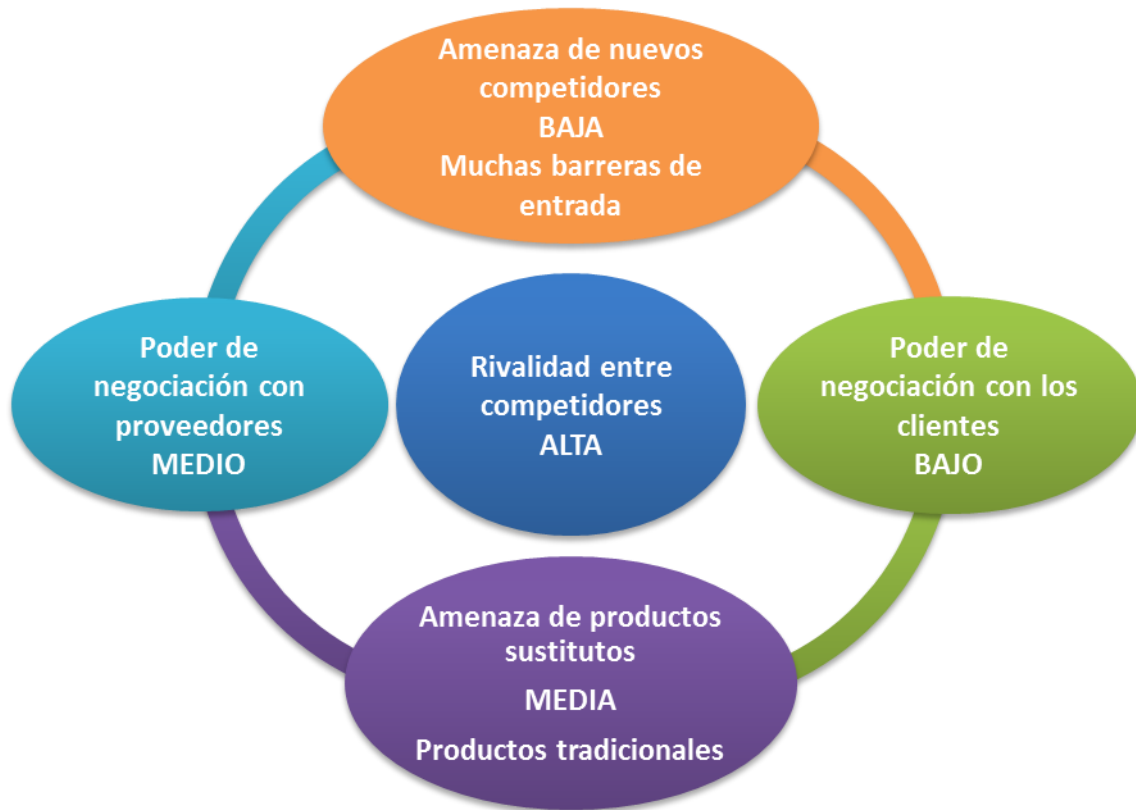 Amenaza de nuevos
competidores
BAJA
Muchas barreras de
entrada
Poder de
negociación con
proveedores
MEDIO
Rivalidad entre
competidores
ALTA
Poder de
negociación con los
clientes
BAJO
Amenaza de productos
sustitutos
MEDIA
Productos tradicionales